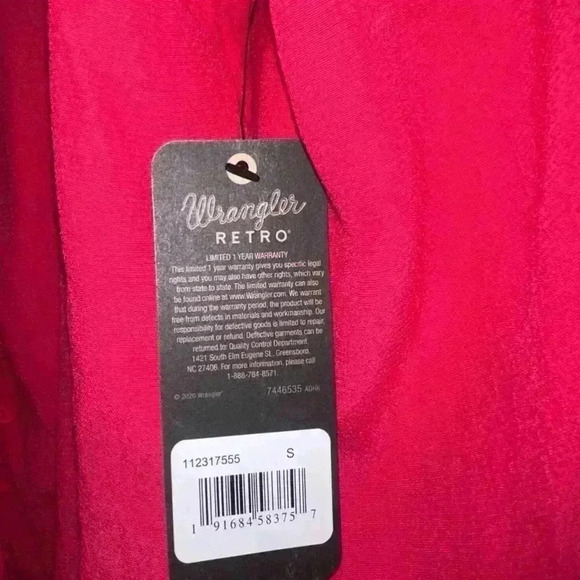 Wrangler
RETRO®
LIMITED 1 YEAR WARRANTY
This limited 1 year warranty gives you specific legal
rights and you may also have other rights, which vary
from state to state. The limited warranty can also
be found online at www.Wrangler.com. We warrant
that during the warranty period, the product will be
free from defects in materials and workmanship. Our
responsibility for defective goods is limited to repair,
replacement or refund. Defective garments can be
returned to: Quality Control Department,
1421 South Elm Eugene St., Greensboro,
NC 27406. For more information, please call
1-888-784-8571.
© 2020 Wrangler® 7446535 ADHK
112317555 S
1 91684 58375 7